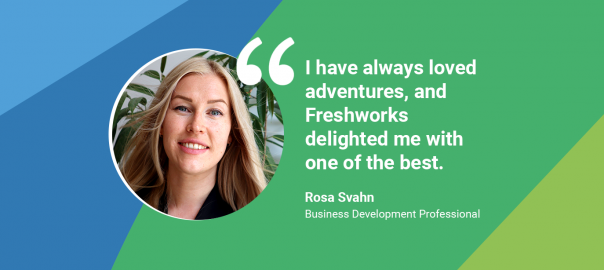 “
I have always loved
adventures, and
Freshworks
delighted me with
one of the best.
Rosa Svahn
Business Development Professional